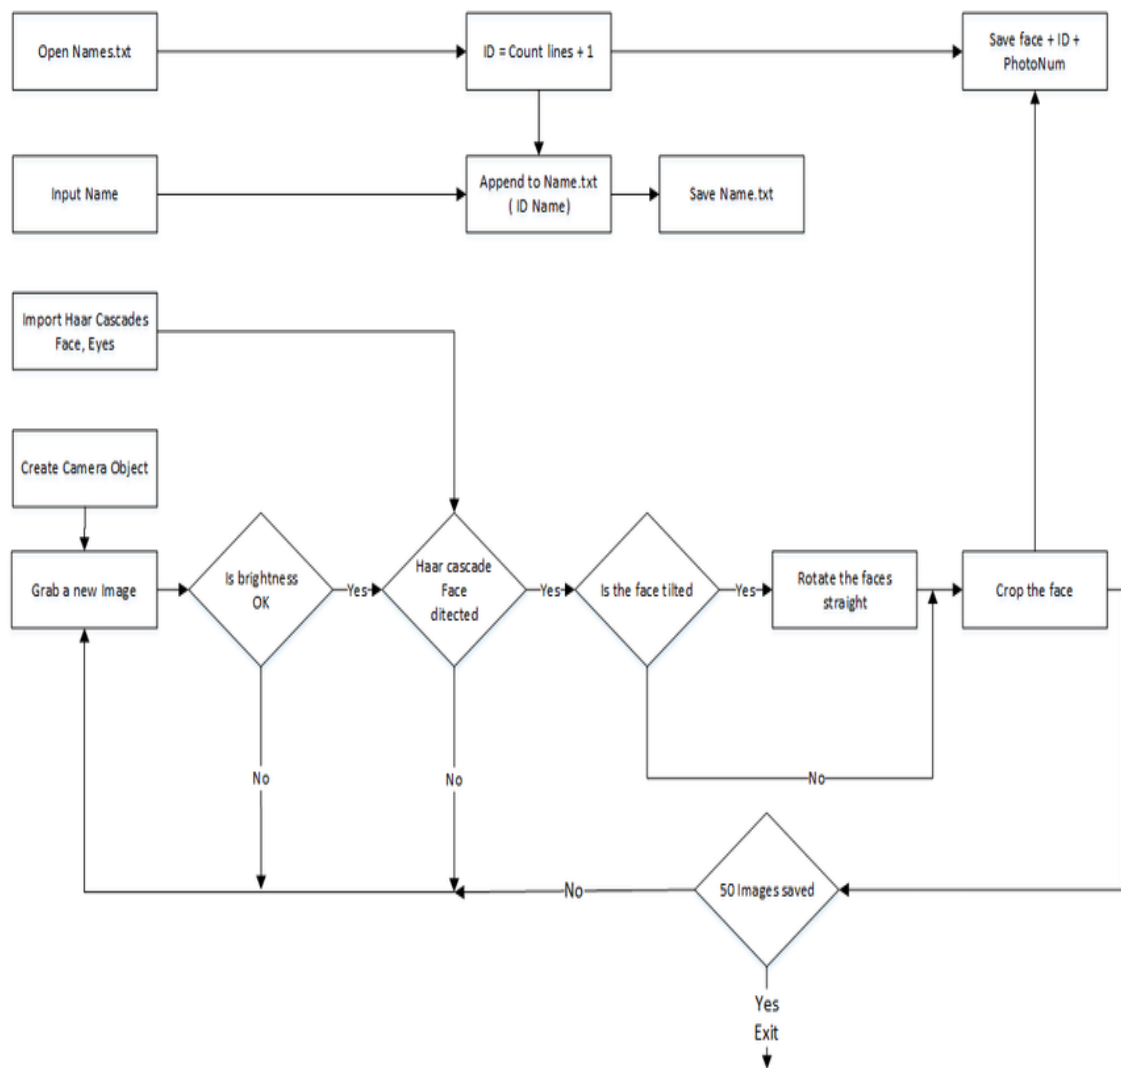 Open Names.txt
ID = Count lines + 1
Save face + ID +
PhotoNum
Input Name
Append to Name.txt
( ID Name)
Save Name.txt
Import Haar Cascades
Face, Eyes
Create Camera Object
Grab a new Image
Is brightness
OK
Yes
Haar cascade
Face
ditected
Yes
Is the face tilted
Yes
Rotate the faces
straight
Crop the face
No
No
No
No
50 Images saved
Yes
Exit